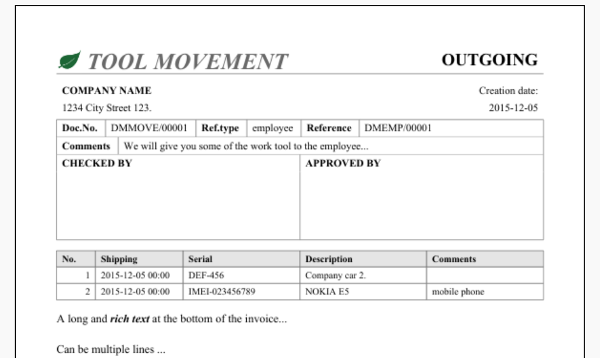 TOOL MOVEMENT OUTGOING
COMPANY NAME Creation date:
1234 City Street 123. 2015-12-05
Doc.No. DMMOVE/00001 Ref.type employee Reference DMEMP/00001
Comments We will give you some of the work tool to the employee...
CHECKED BY APPROVED BY
No. Shipping Serial Description Comments
1 2015-12-05 00:00 DEF-456 Company car 2.
2 2015-12-05 00:00 IMEI-023456789 NOKIA E5 mobile phone
A long and rich text at the bottom of the invoice...
Can be multiple lines ...